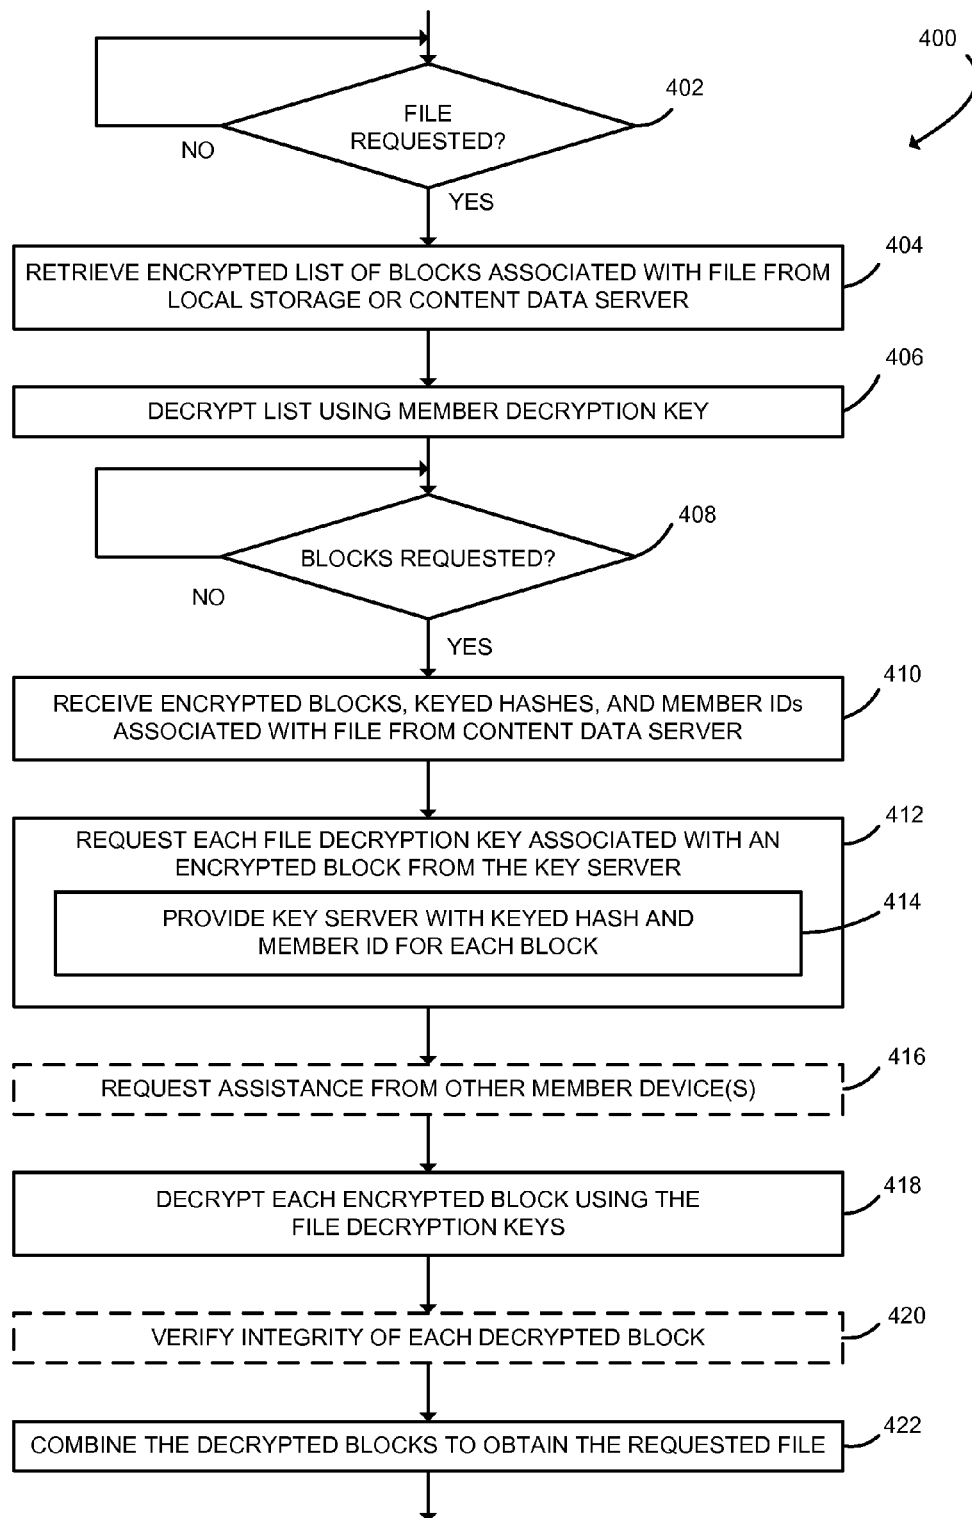 400
402
FILE
REQUESTED?
NO
YES
404
RETRIEVE ENCRYPTED LIST OF BLOCKS ASSOCIATED WITH FILE FROM
LOCAL STORAGE OR CONTENT DATA SERVER
406
DECRYPT LIST USING MEMBER DECRYPTION KEY
408
BLOCKS REQUESTED?
NO
YES
410
RECEIVE ENCRYPTED BLOCKS, KEYED HASHES, AND MEMBER IDs
ASSOCIATED WITH FILE FROM CONTENT DATA SERVER
412
REQUEST EACH FILE DECRYPTION KEY ASSOCIATED WITH AN
ENCRYPTED BLOCK FROM THE KEY SERVER
414
PROVIDE KEY SERVER WITH KEYED HASH AND
MEMBER ID FOR EACH BLOCK
416
REQUEST ASSISTANCE FROM OTHER MEMBER DEVICE(S)
418
DECRYPT EACH ENCRYPTED BLOCK USING THE
FILE DECRYPTION KEYS
420
VERIFY INTEGRITY OF EACH DECRYPTED BLOCK
422
COMBINE THE DECRYPTED BLOCKS TO OBTAIN THE REQUESTED FILE